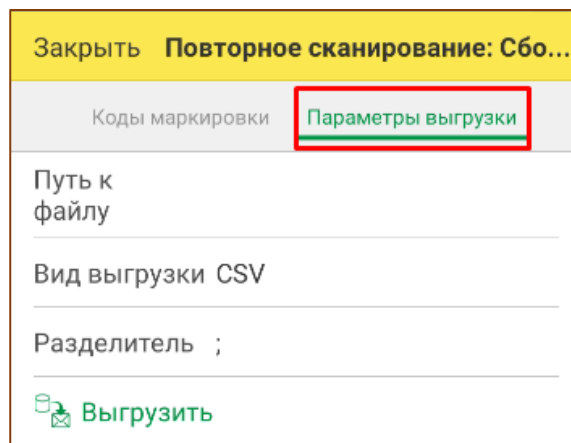 Закрыть Повторное сканирование: Сбо...
Коды маркировки Параметры выгрузки
Путь к
файлу
Вид выгрузки CSV
Разделитель ;
Выгрузить